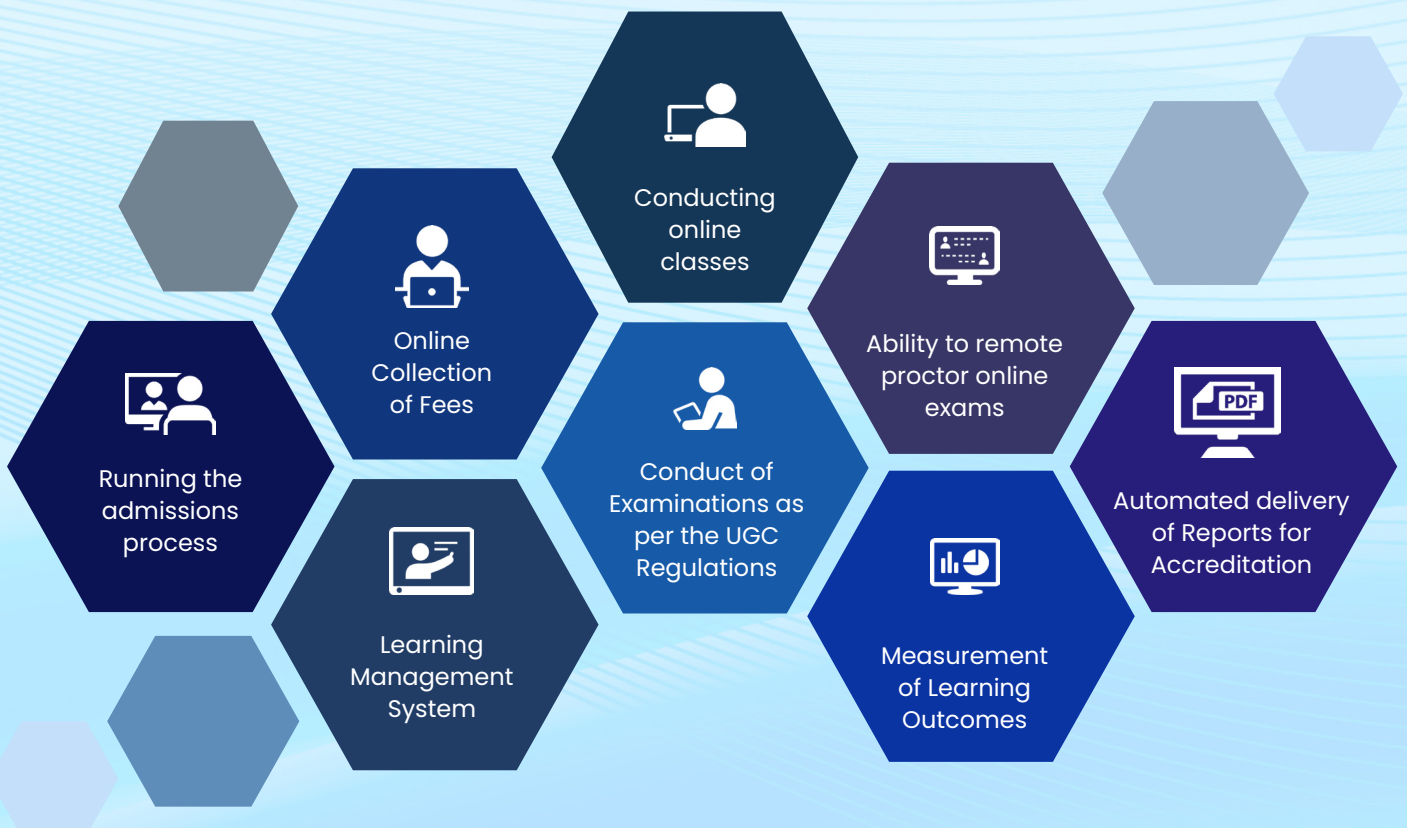 Conducting
online
classes
Online
Collection
of Fees
Ability to remote
proctor online
exams
Running the
admissions
process
Conduct of
Examinations as
per the UGC
Regulations
PDF
Automated delivery
of Reports for
Accreditation
Learning
Management
System
Measurement
of Learning
Outcomes